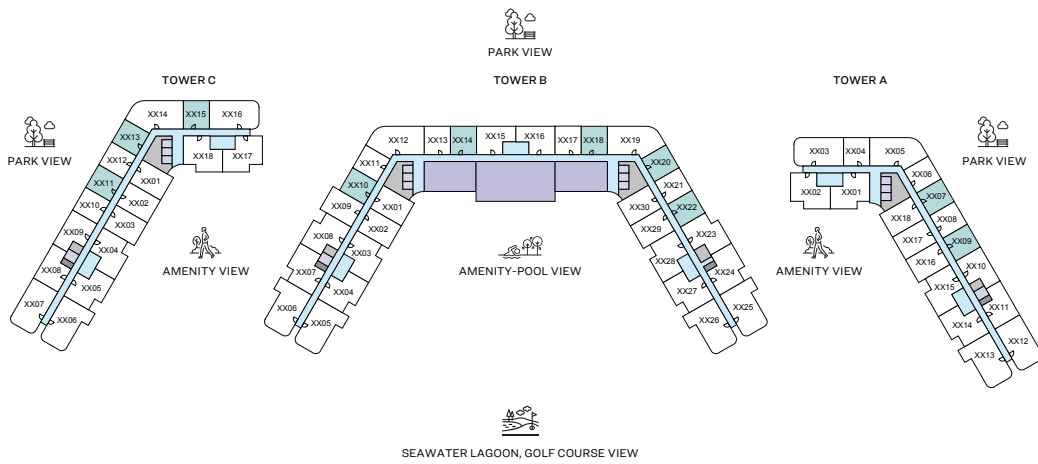 PARK VIEW
TOWER C
TOWER B
TOWER A
PARK VIEW
PARK VIEW
XX14
XX15
XX16
XX13
XX12
XX11
XX10
XX09
XX08
XX07
XX06
XX05
XX04
XX03
XX02
XX01
XX18
XX17
XX12
XX13
XX14
XX15
XX16
XX17
XX18
XX19
XX11
XX10
XX09
XX08
XX07
XX06
XX05
XX04
XX03
XX02
XX01
XX20
XX21
XX22
XX23
XX24
XX25
XX26
XX27
XX28
XX29
XX30
XX03
XX04
XX05
XX02
XX01
XX06
XX07
XX08
XX09
XX10
XX11
XX12
XX13
XX14
XX15
XX16
XX17
XX18
AMENITY VIEW
AMENITY-POOL VIEW
AMENITY VIEW
SEAWATER LAGOON, GOLF COURSE VIEW